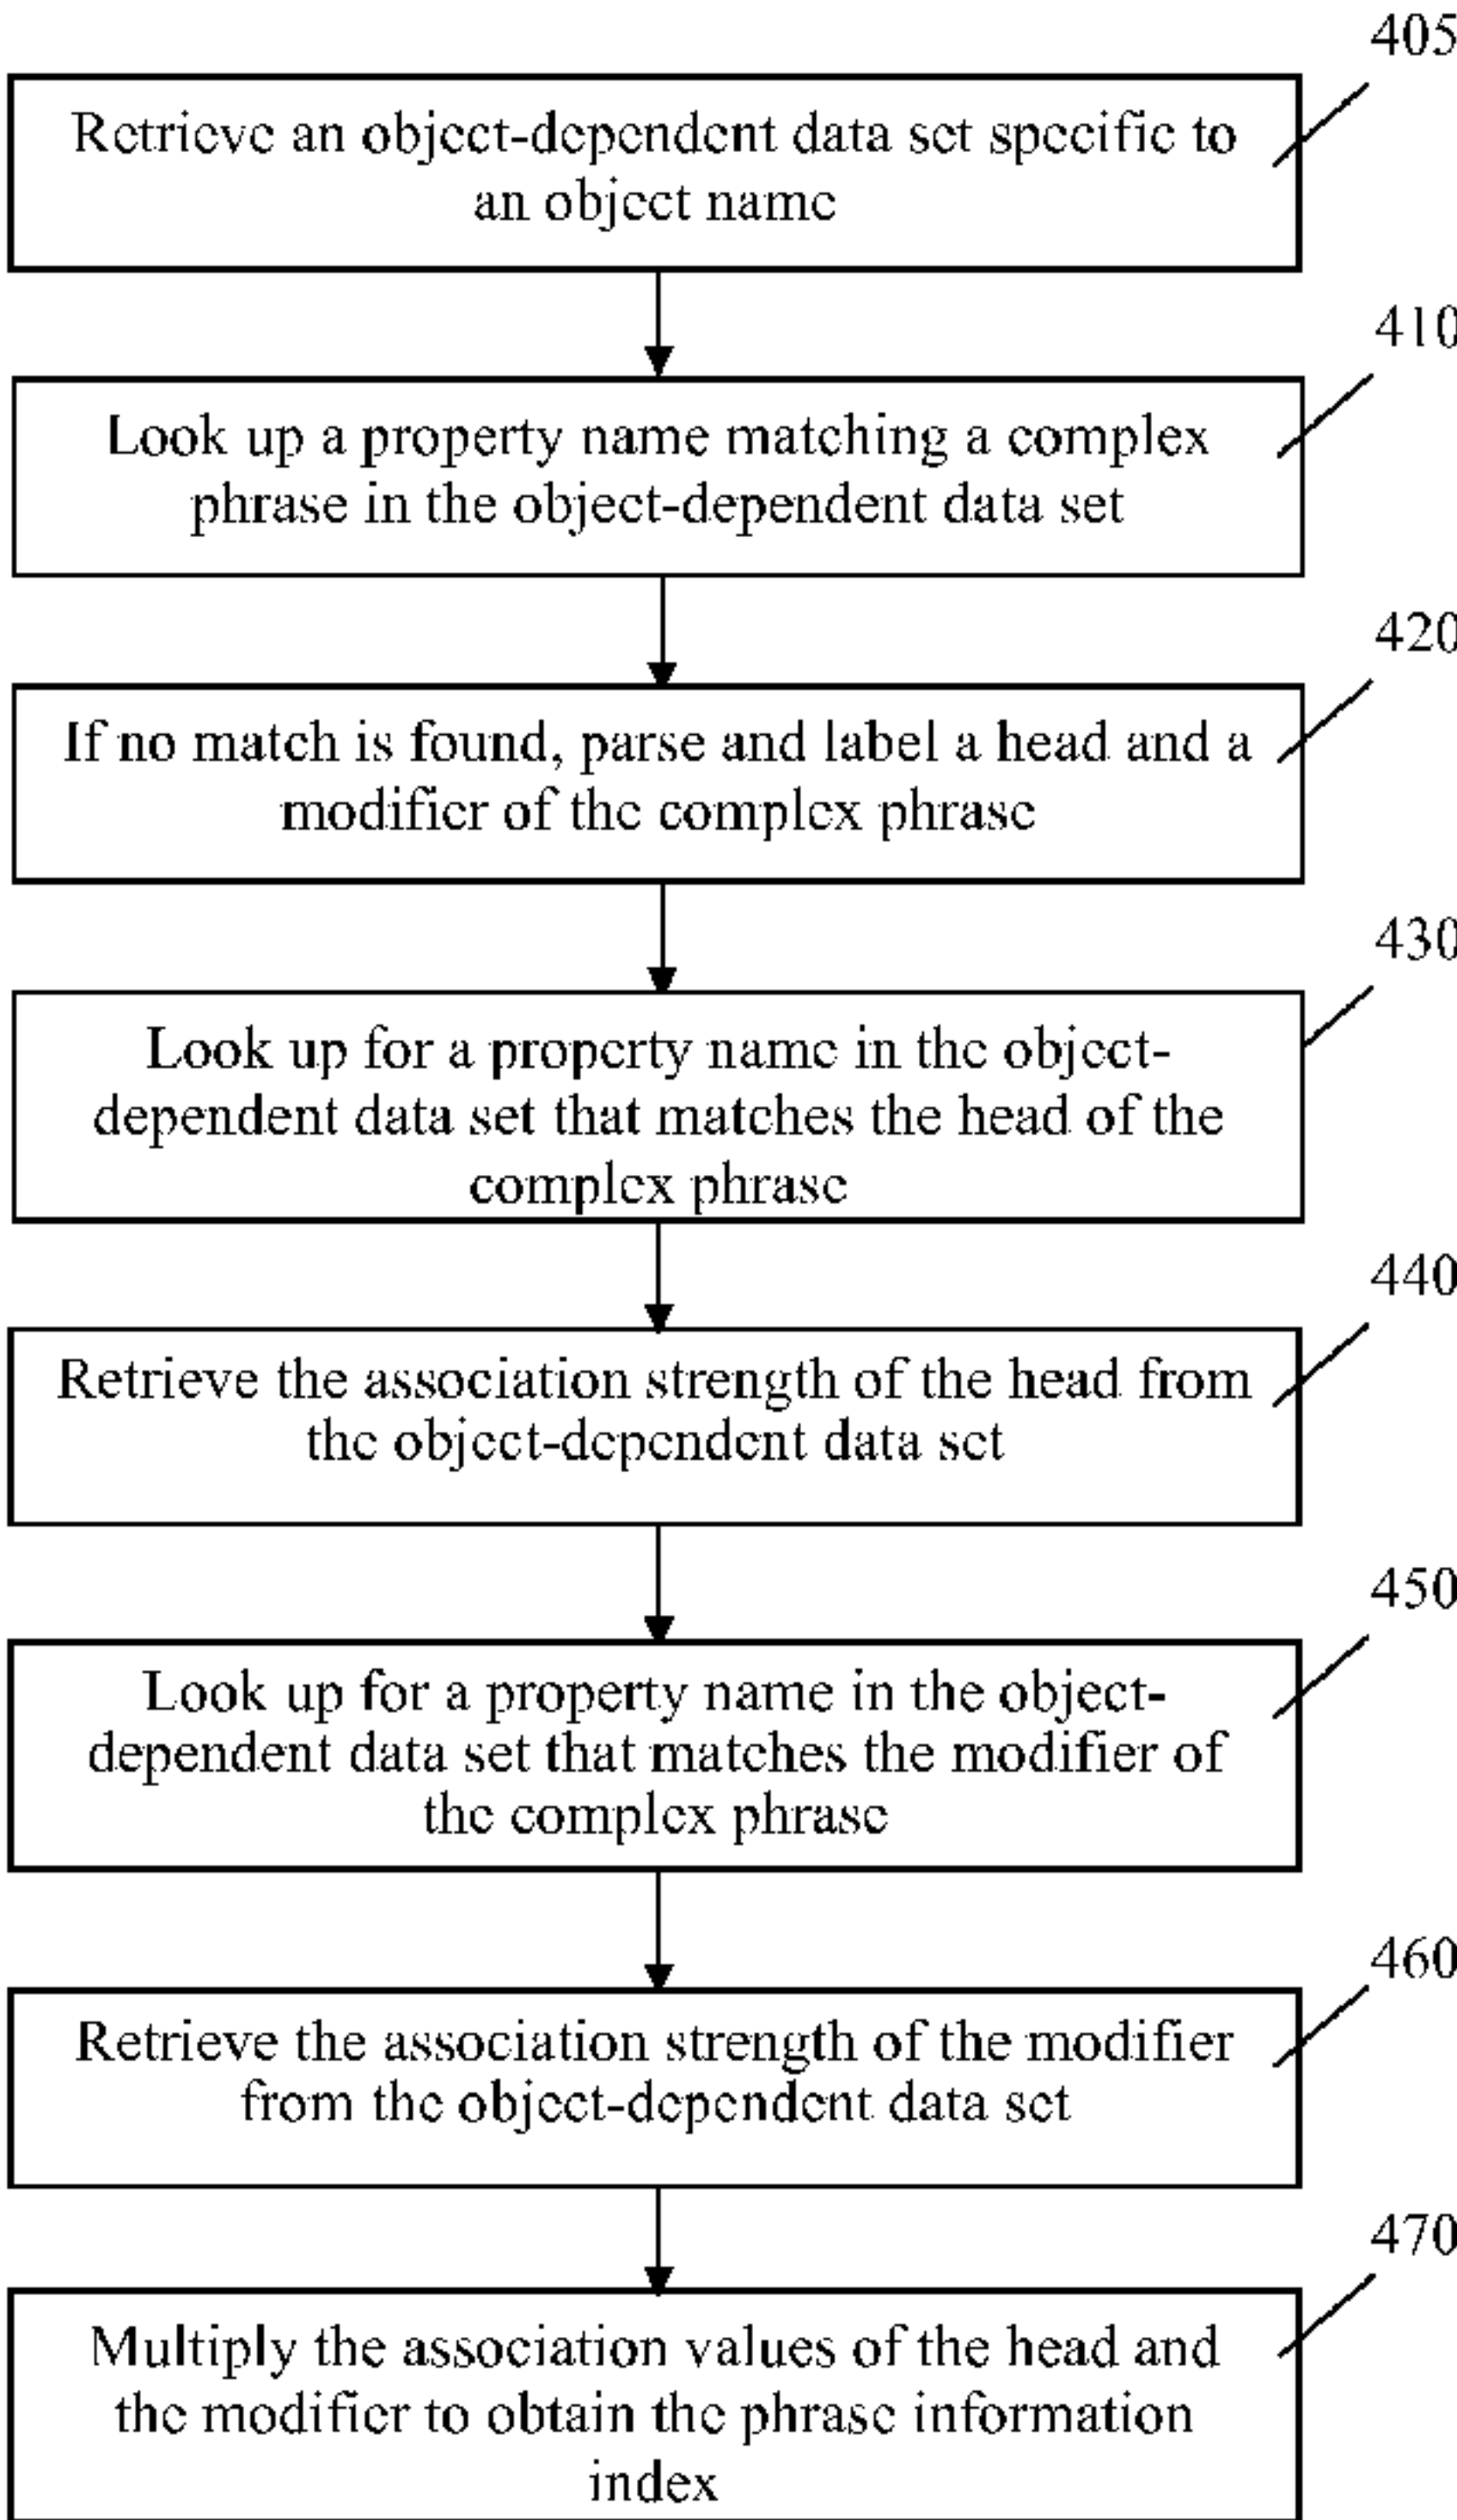 405
Retrieve an object-dependent data set specific to
an object name
410
Look up a property name matching a complex
phrase in the object-dependent data set
420
If no match is found, parse and label a head and a
modifier of the complex phrase
430
Look up for a property name in the object-
dependent data set that matches the head of the
complex phrase
440
Retrieve the association strength of the head from
the object-dependent data set
450
Look up for a property name in the object-
dependent data set that matches the modifier of
the complex phrase
460
Retrieve the association strength of the modifier
from the object-dependent data set
470
Multiply the association values of the head and
the modifier to obtain the phrase information
index